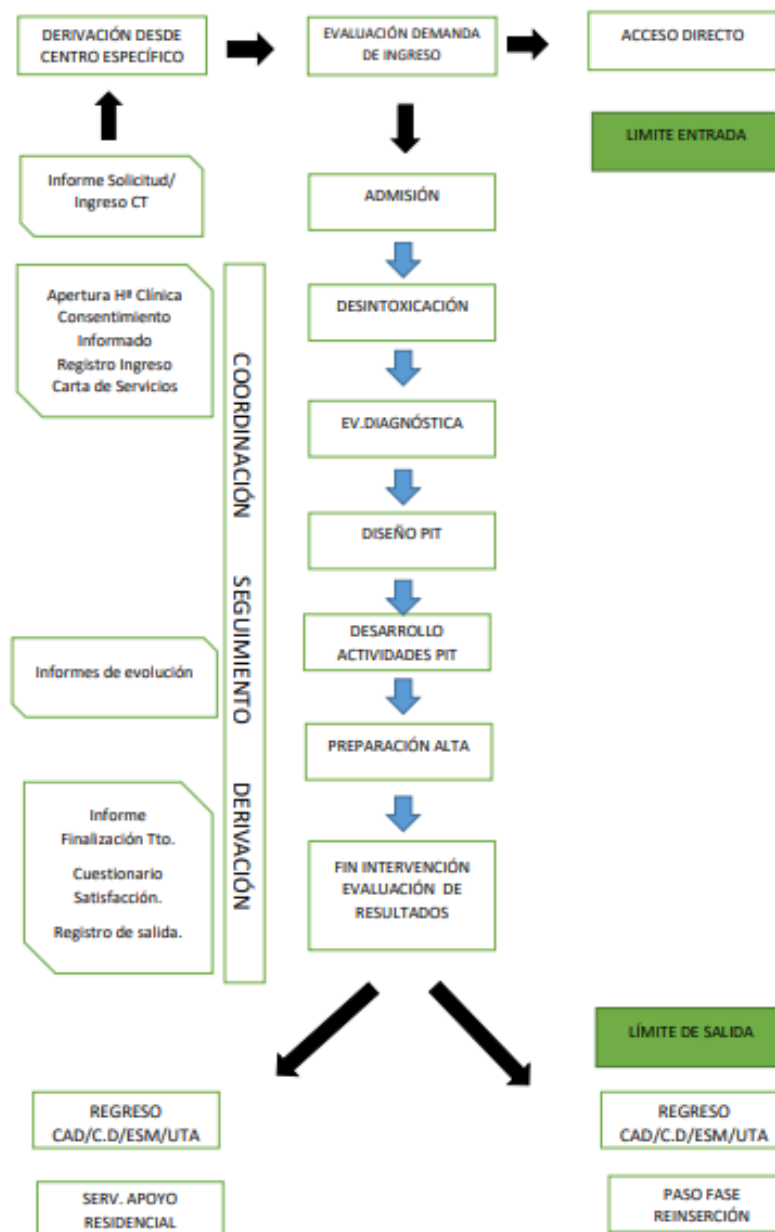 DERIVACIÓN DESDE
CENTRO ESPECÍFICO
EVALUACIÓN DEMANDA
DE INGRESO
ACCESO DIRECTO
LIMITE ENTRADA
Informe Solicitud/
Ingreso CT
ADMISIÓN
Apertura Hª Clínica
Consentimiento
Informado
Registro Ingreso
Carta de Servicios
DESINTOXICACIÓN
COORDINACIÓN SEGUIMIENTO DERIVACIÓN
EV.DIAGNÓSTICA
DISEÑO PIT
DESARROLLO
ACTIVIDADES PIT
Informes de evolución
PREPARACIÓN ALTA
Informe
Finalización Tto.
Cuestionario
Satisfacción.
Registro de salida.
FIN INTERVENCIÓN
EVALUACIÓN DE
RESULTADOS
LÍMITE DE SALIDA
REGRESO
CAD/C.D/ESM/UTA
REGRESO
CAD/C.D/ESM/UTA
SERV. APOYO
RESIDENCIAL
PASO FASE
REINSERCIÓN